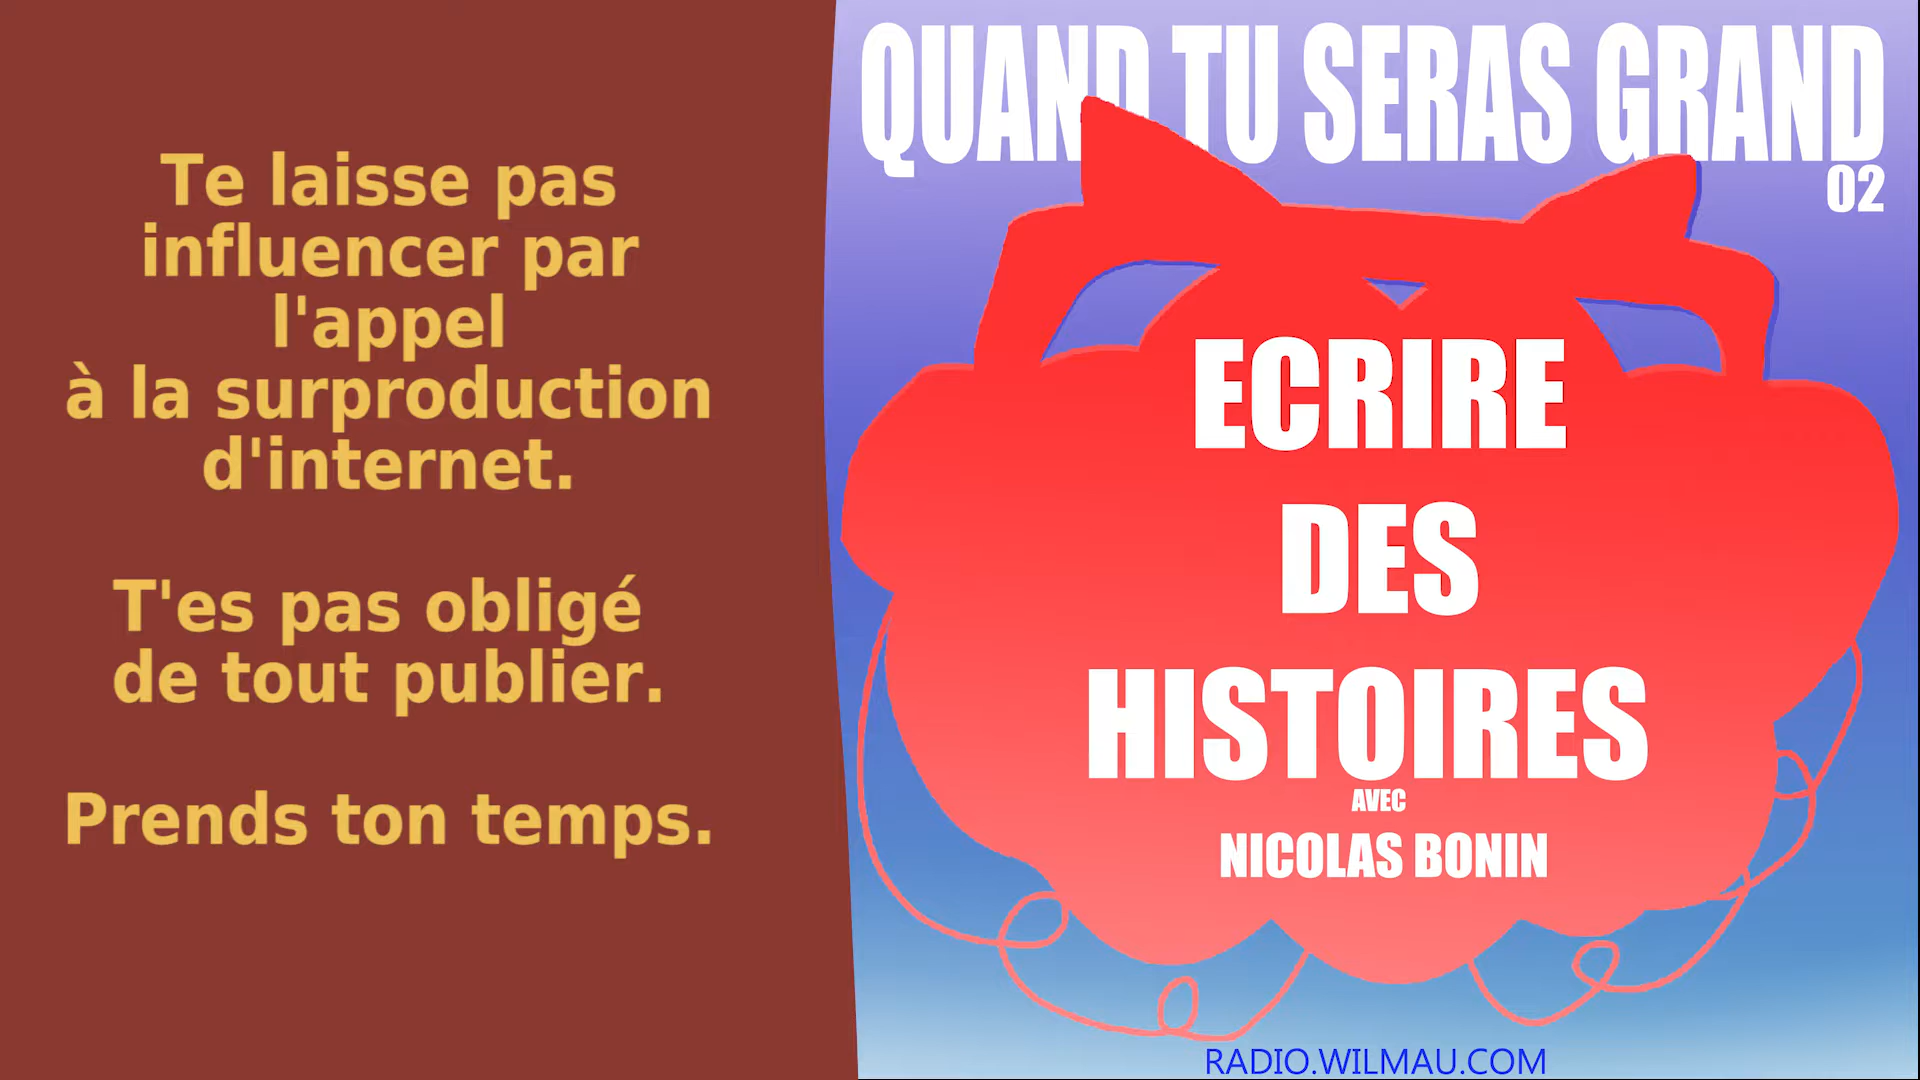 Te laisse pas
influencer par
l'appel
à la surproduction
d'internet.
T'es pas obligé
de tout publier.
Prends ton temps.
QUAND TU SERAS GRAND
02
ECRIRE
DES
HISTOIRES
AVEC
NICOLAS BONIN
RADIO.WILMAU.COM